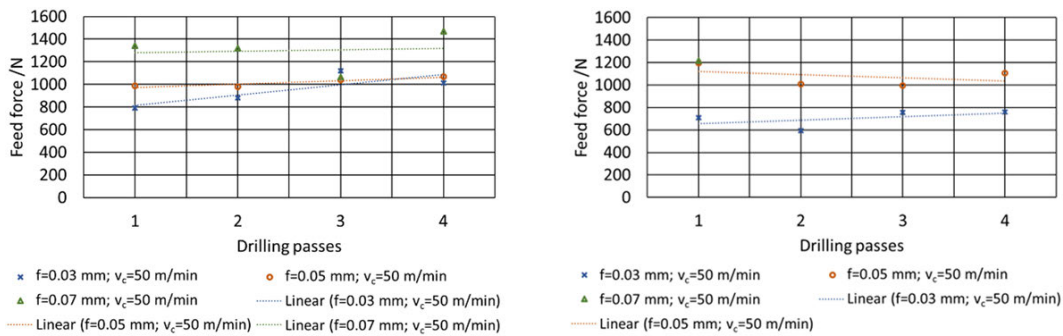 1600
1400
1200
1000
800
600
400
200
0
Feed force /N
1 2 3 4
Drilling passes
f=0.03 mm; vc=50 m/min f=0.05 mm; vc=50 m/min
f=0.07 mm; vc=50 m/min Linear (f=0.03 mm; vc=50 m/min)
Linear (f=0.05 mm; vc=50 m/min) Linear (f=0.07 mm; vc=50 m/min)
1600
1400
1200
1000
800
600
400
200
0
Feed force /N
1 2 3 4
Drilling passes
f=0.03 mm; vc=50 m/min f=0.05 mm; vc=50 m/min
f=0.07 mm; vc=50 m/min Linear (f=0.03 mm; vc=50 m/min)
Linear (f=0.05 mm; vc=50 m/min)